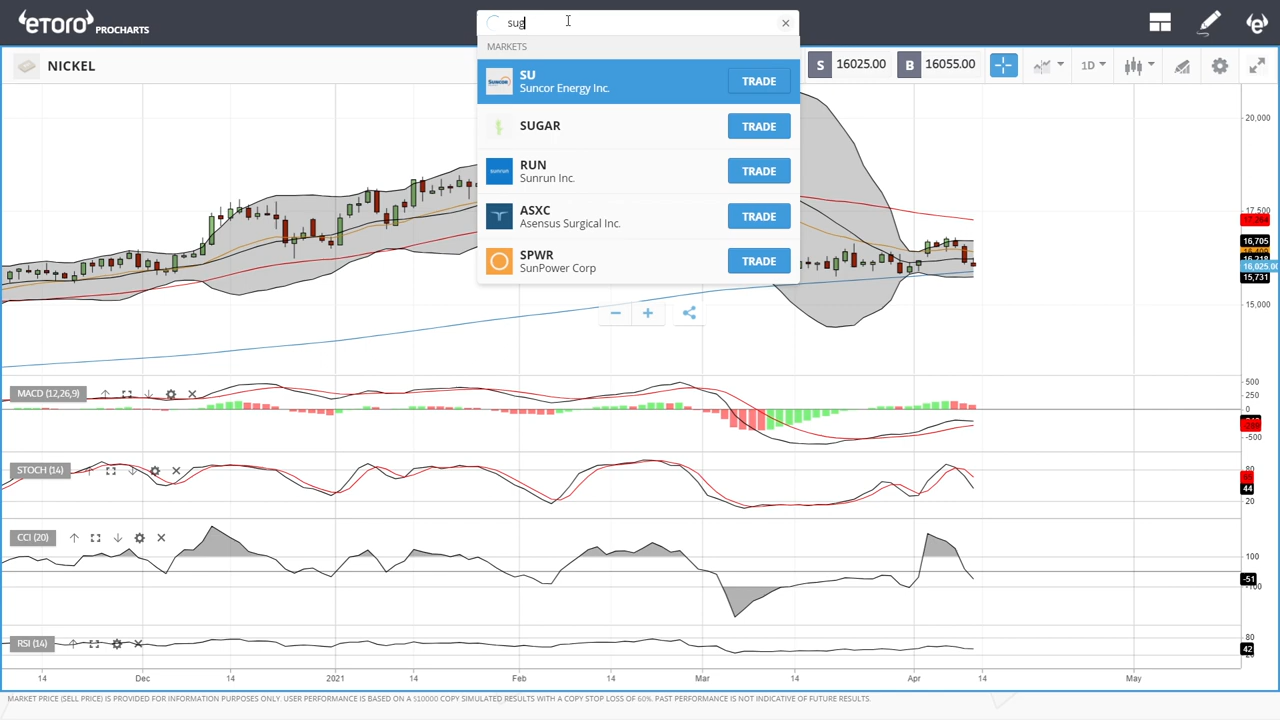 etoro PROCHARTS
sug
MARKETS
SU
Suncor Energy Inc.
TRADE
SUGAR
TRADE
RUN
Sunrun Inc.
TRADE
ASXC
Asensus Surgical Inc.
TRADE
SPWR
SunPower Corp
TRADE
NICKEL
S 16025.00 B 16055.00 1D
20,000
17,500
16,705
16,025.00
15,731
15,000
MACD (12,26,9)
500
250
0
-500
STOCH (14)
80
44
20
CCI (20)
100
-51
-100
RSI (14)
80
42
14 Dec 14 2021 14 Feb 14 Mar 14 Apr 14 May
MARKET PRICE (SELL PRICE) IS PROVIDED FOR INFORMATION PURPOSES ONLY. USER PERFORMANCE IS BASED ON A $10000 COPY SIMULATED RESULTS WITH A COPY STOP LOSS OF 60%. PAST PERFORMANCE IS NOT INDICATIVE OF FUTURE RESULTS.